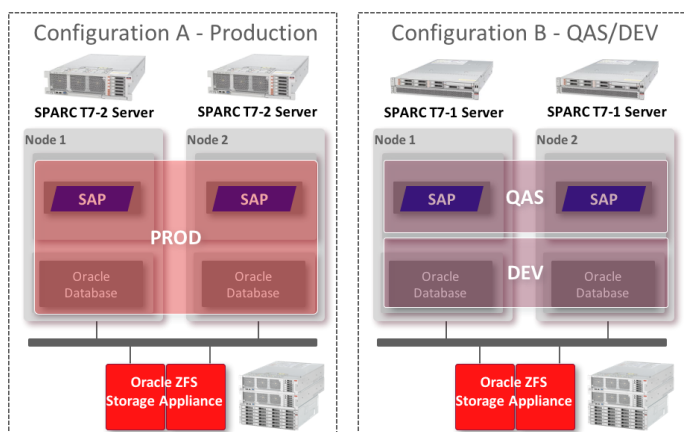 Configuration A - Production
SPARC T7-2 Server
SPARC T7-2 Server
Node 1
Node 2
SAP
SAP
PROD
Oracle
Database
Oracle
Database
Oracle ZFS
Storage Appliance
Configuration B - QAS/DEV
SPARC T7-1 Server
SPARC T7-1 Server
Node 1
Node 2
SAP
QAS
SAP
DEV
Oracle
Database
Oracle
Database
Oracle ZFS
Storage Appliance